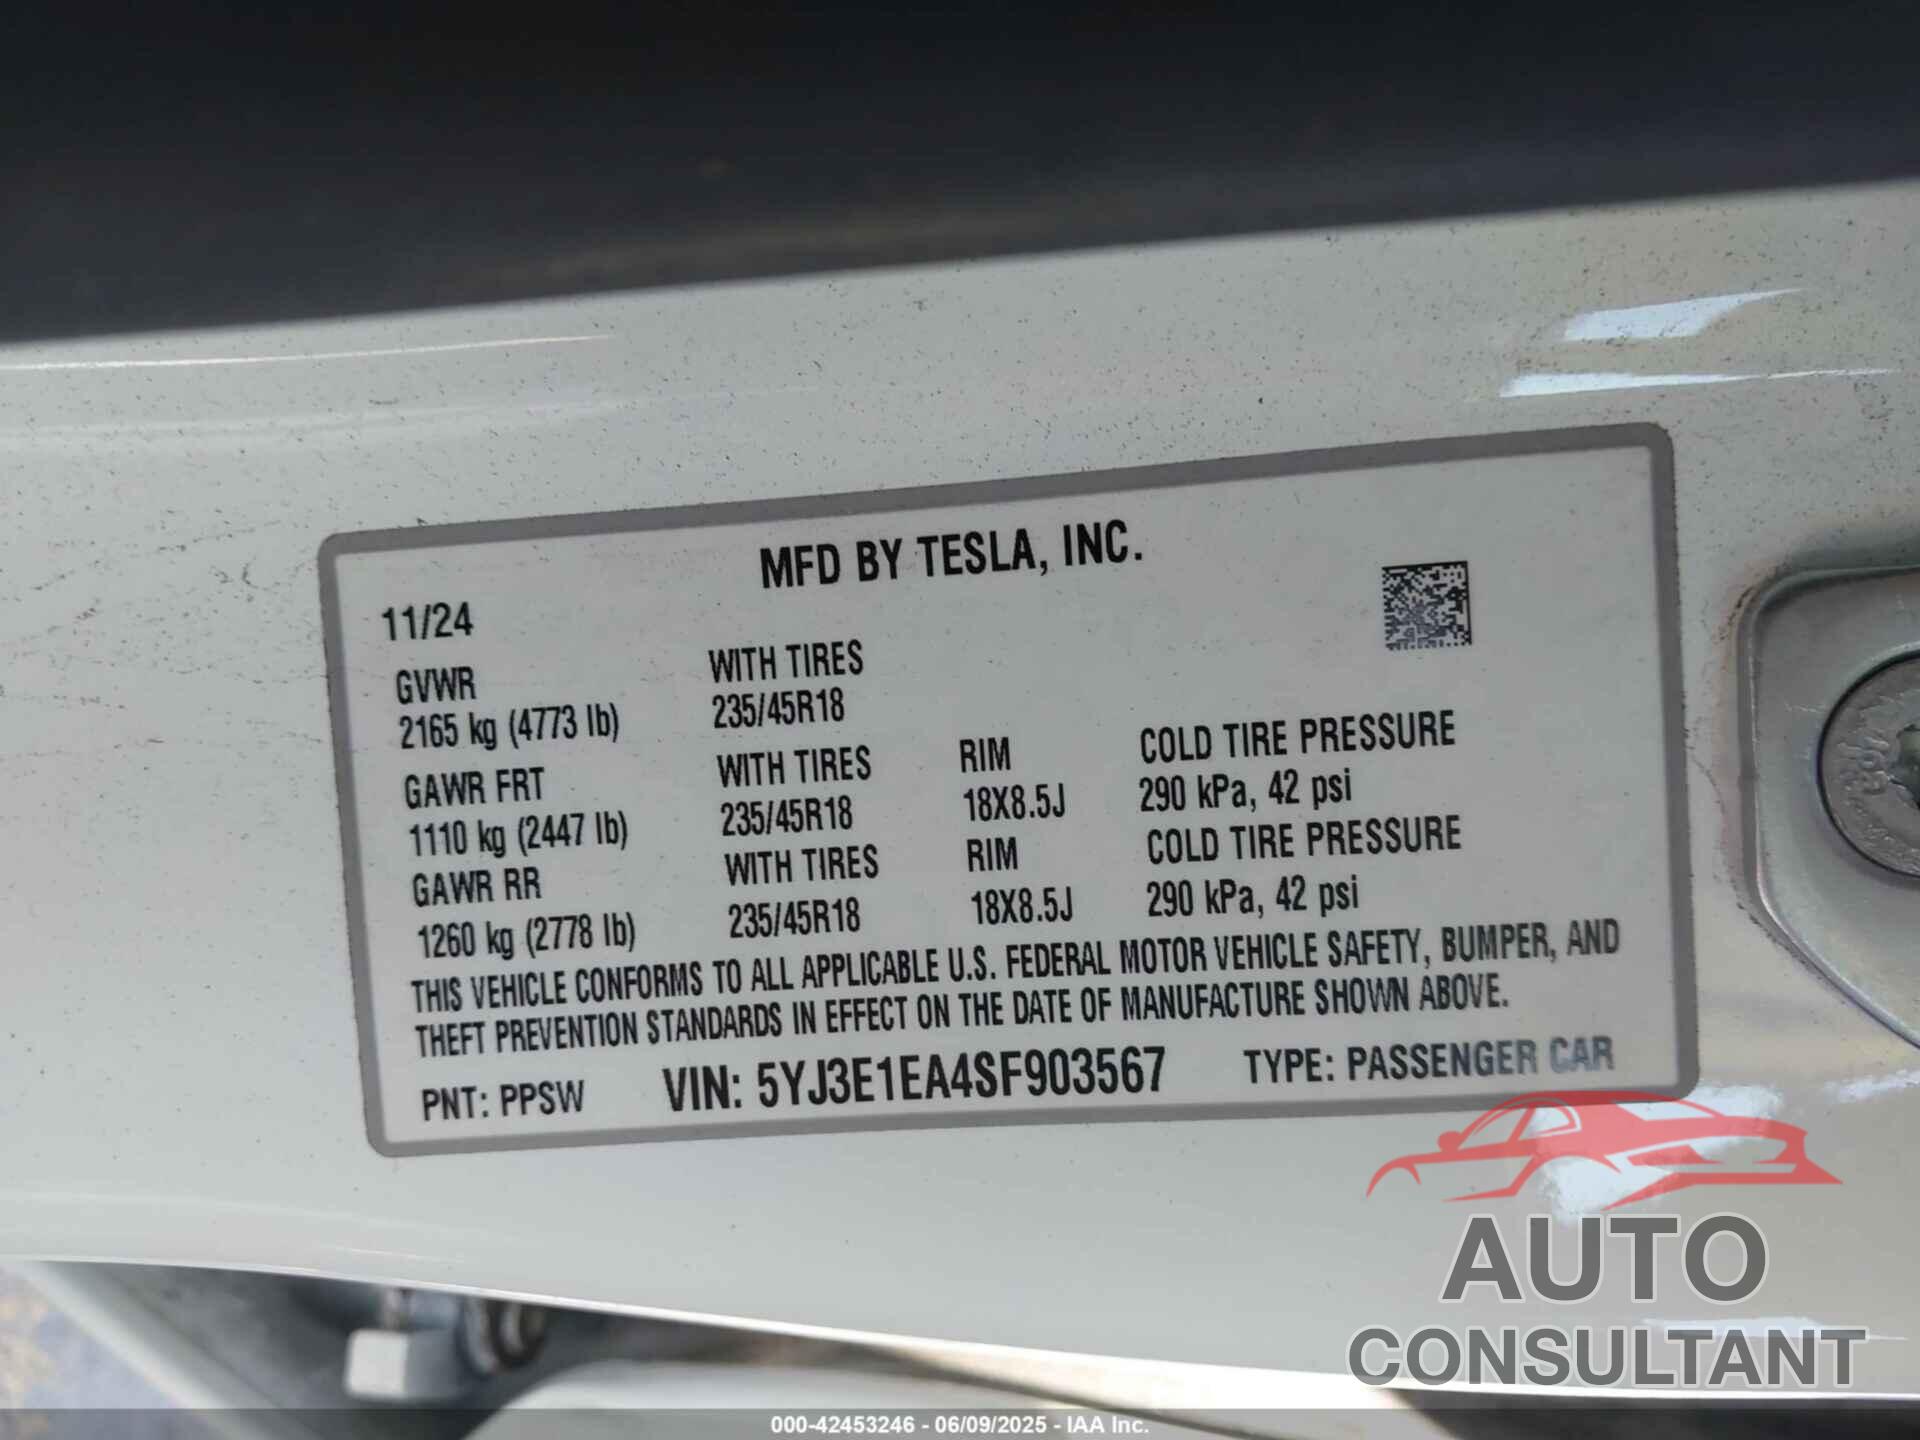 MFD BY TESLA, INC.
11/24
GVWR WITH TIRES
2165 kg (4773 lb) 235/45R18
GAWR FRT WITH TIRES RIM COLD TIRE PRESSURE
1110 kg (2447 lb) 235/45R18 18X8.5J 290 kPa, 42 psi
GAWR RR WITH TIRES RIM COLD TIRE PRESSURE
1260 kg (2778 lb) 235/45R18 18X8.5J 290 kPa, 42 psi
THIS VEHICLE CONFORMS TO ALL APPLICABLE U.S. FEDERAL MOTOR VEHICLE SAFETY, BUMPER, AND
THEFT PREVENTION STANDARDS IN EFFECT ON THE DATE OF MANUFACTURE SHOWN ABOVE.
PNT: PPSW VIN: 5YJ3E1EA4SF903567 TYPE: PASSENGER CAR
AUTO
CONSULTANT
000-42453246 - 06/09/2025 - IAA Inc.